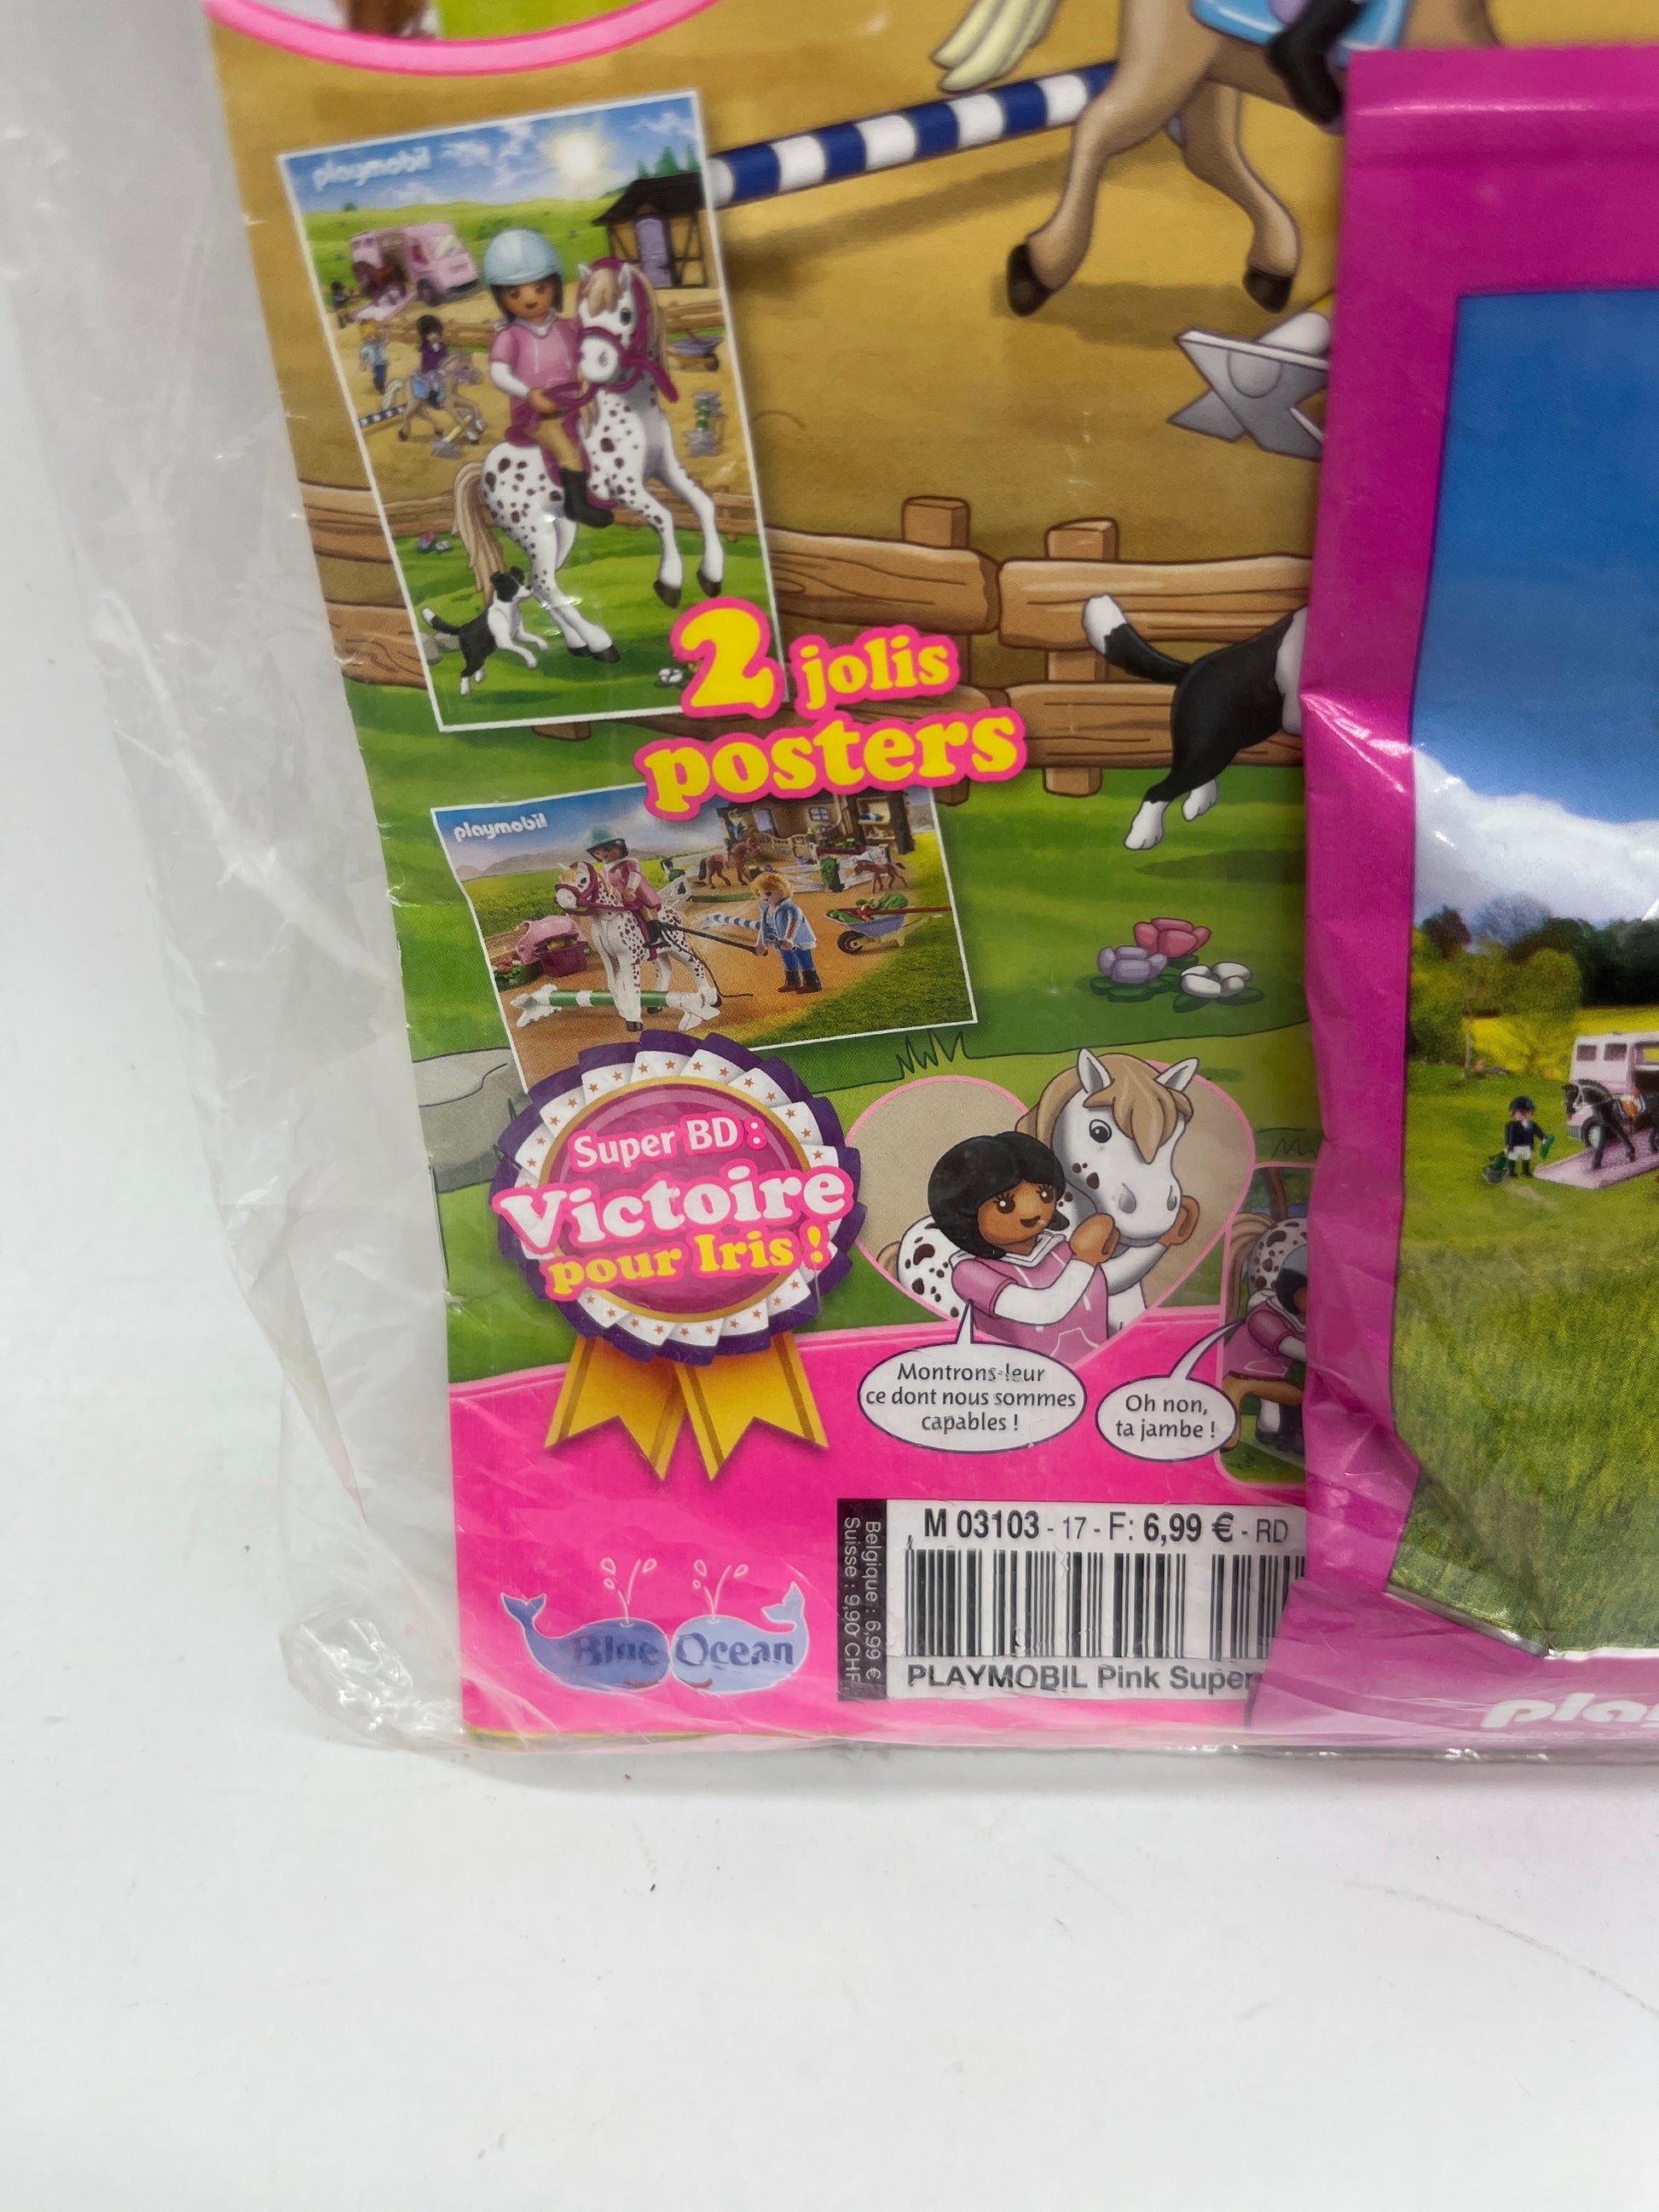 playmobil
2 jolis
posters
playmobil
Super BD :
Victoire
pour Iris !
Montrons-leur
ce dont nous sommes
capables !
Oh non,
ta jambe !
Belgique : 6,99 €
Suisse : 9,90 CHF
M 03103 - 17 - F: 6,99 € - RD
PLAYMOBIL Pink Super
Blue Ocean
play